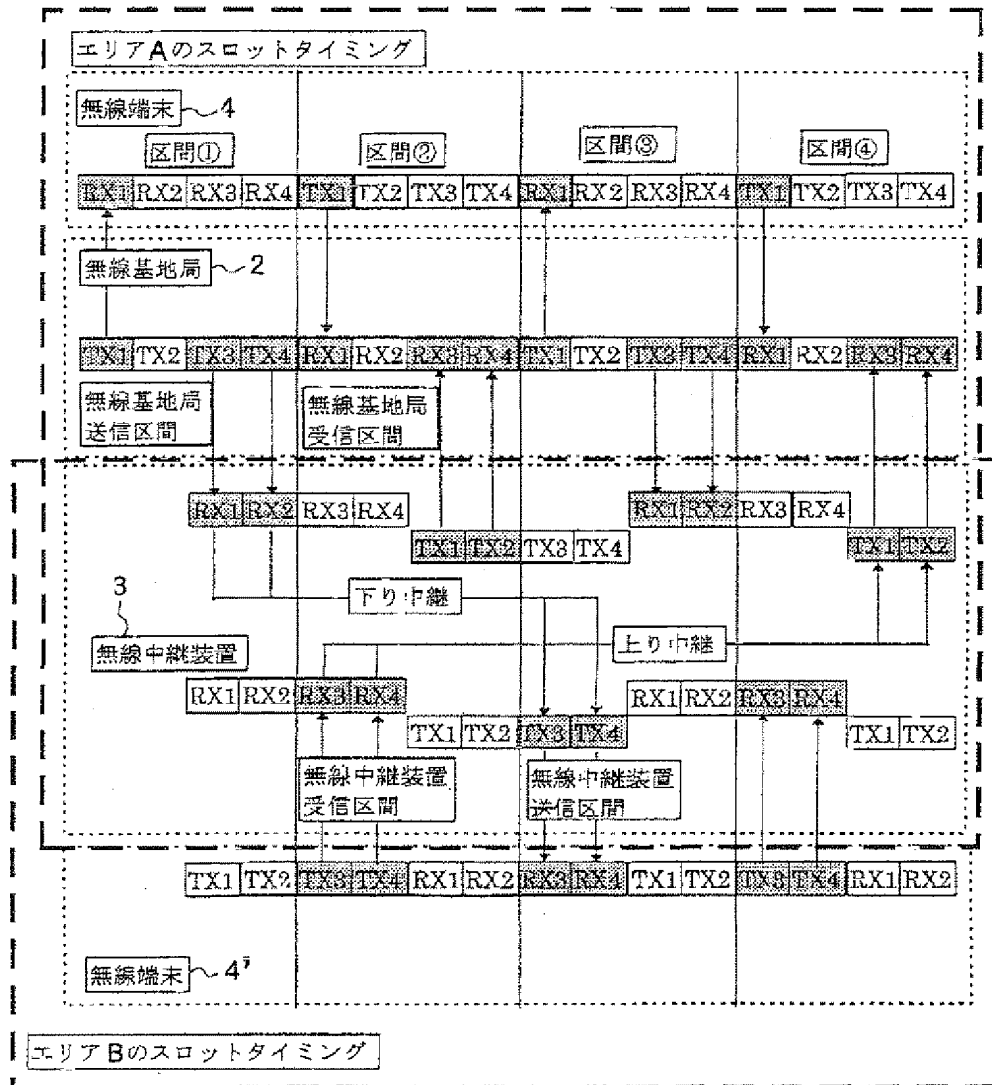 エリアAのスロットタイミング
無線端末 4
区間① 区間② 区間③ 区間④
RX1 RX2 RX3 RX4 TX1 TX2 TX3 TX4 RX1 RX2 RX3 RX4 TX1 TX2 TX3 TX4
無線基地局 2
TX1 TX2 TX3 TX4 RX1 RX2 RX3 RX4 TX1 TX2 TX3 TX4 RX1 RX2 RX3 RX4
無線基地局
送信区間
無線基地局
受信区間
RX1 RX2 RX3 RX4 RX1 RX2 RX3 RX4
TX1 TX2 TX3 TX4 TX1 TX2
下り中継
3
無線中継装置
上り中継
RX1 RX2 RX3 RX4 RX1 RX2 RX3 RX4
TX1 TX2 TX3 TX4 TX1 TX2
無線中継装置
受信区間
無線中継装置
送信区間
TX1 TX2 TX3 TX4 RX1 RX2 RX3 RX4 TX1 TX2 TX3 TX4 RX1 RX2
無線端末 4'
エリアBのスロットタイミング